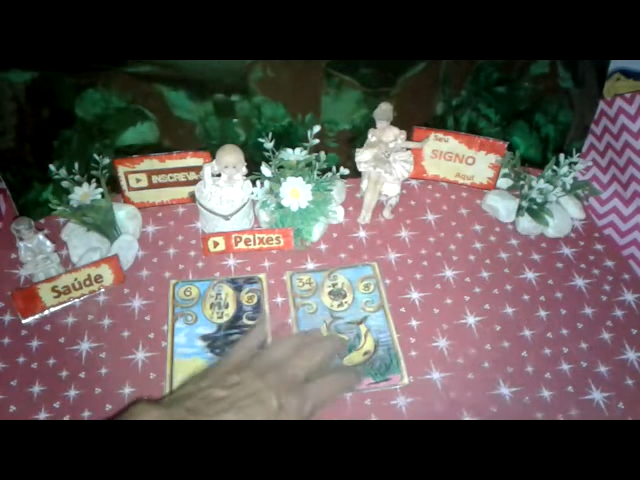 INSCREVA-
Seu
SIGNO
Aqui
Peixes
Saúde
6
34